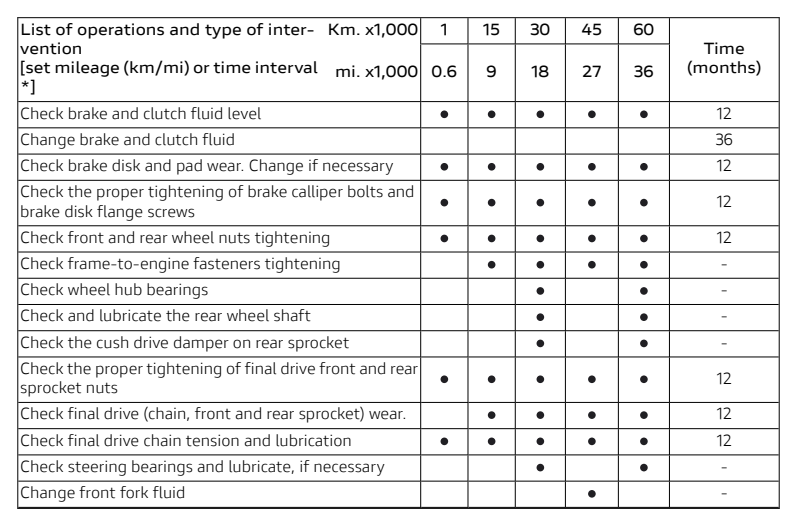 List of operations and type of inter- Km. x1,000 1 15 30 45 60 Time
vention
[set mileage (km/mi) or time interval mi. x1,000 0.6 9 18 27 36 (months)
*]
Check brake and clutch fluid level ● ● ● ● ● 12
Change brake and clutch fluid 36
Check brake disk and pad wear. Change if necessary ● ● ● ● ● 12
Check the proper tightening of brake calliper bolts and
brake disk flange screws ● ● ● ● ● 12
Check front and rear wheel nuts tightening ● ● ● ● ● 12
Check frame-to-engine fasteners tightening ● ● ● ● -
Check wheel hub bearings ● ● -
Check and lubricate the rear wheel shaft ● ● -
Check the cush drive damper on rear sprocket ● ● -
Check the proper tightening of final drive front and rear
sprocket nuts ● ● ● ● ● 12
Check final drive (chain, front and rear sprocket) wear. ● ● ● ● 12
Check final drive chain tension and lubrication ● ● ● ● ● 12
Check steering bearings and lubricate, if necessary ● ● -
Change front fork fluid ● -